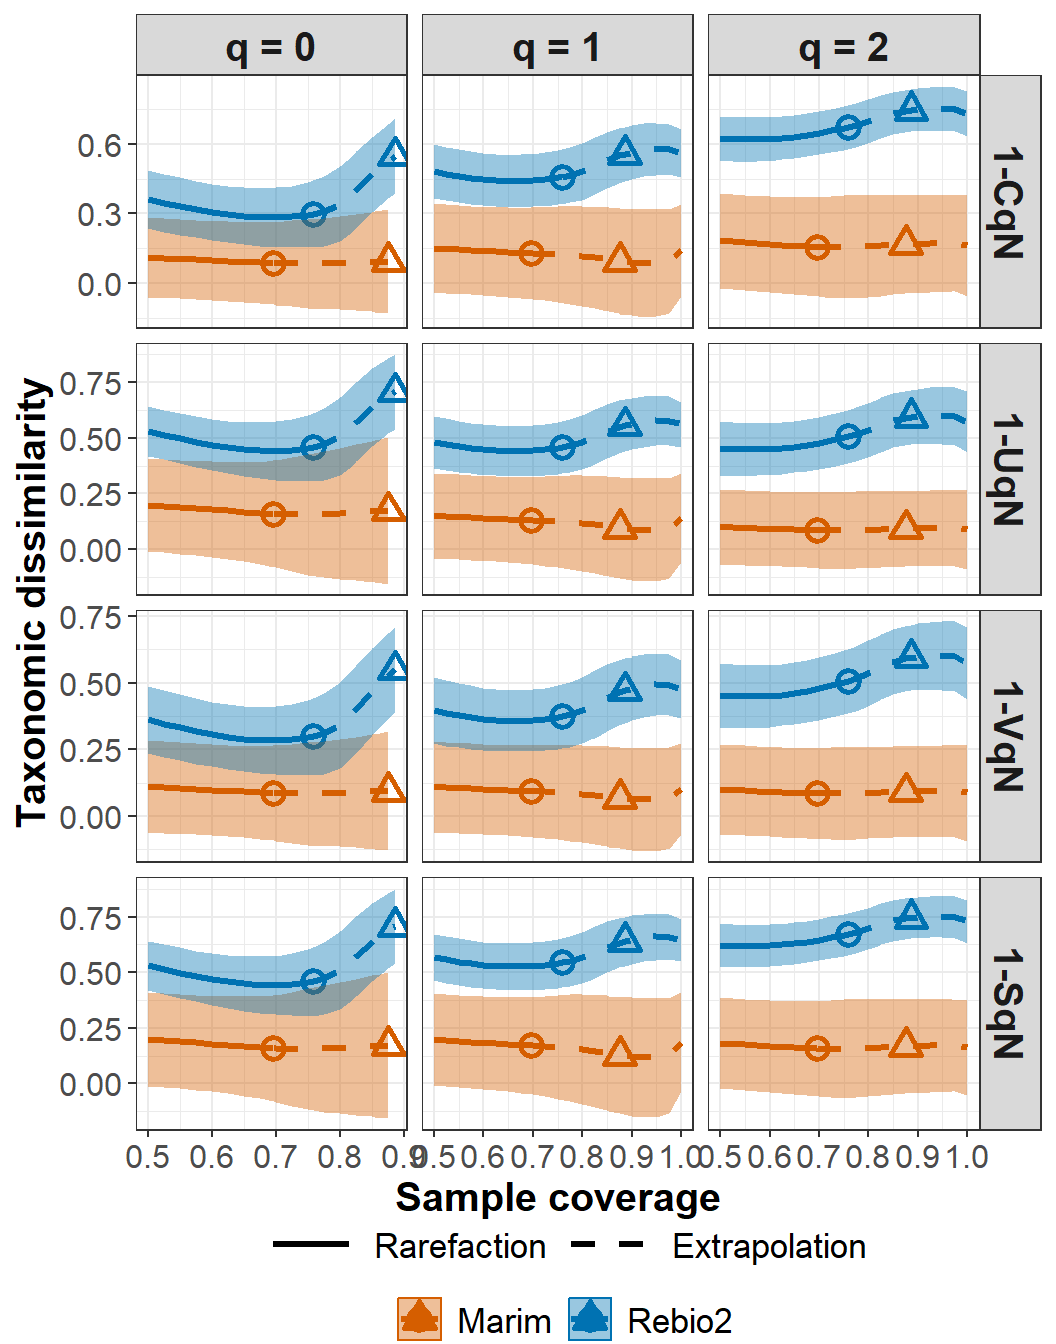 q = 0 q = 1 q = 2
0.6
0.3
0.0
1-CqN
0.75
0.50
0.25
0.00
1-UqN
0.75
0.50
0.25
0.00
1-VqN
0.75
0.50
0.25
0.00
1-SqN
Taxonomic dissimilarity
0.5 0.6 0.7 0.8 0.9 0.5 0.6 0.7 0.8 0.9 1.0 0.5 0.6 0.7 0.8 0.9 1.0
Sample coverage
Rarefaction Extrapolation
Marim Rebio2